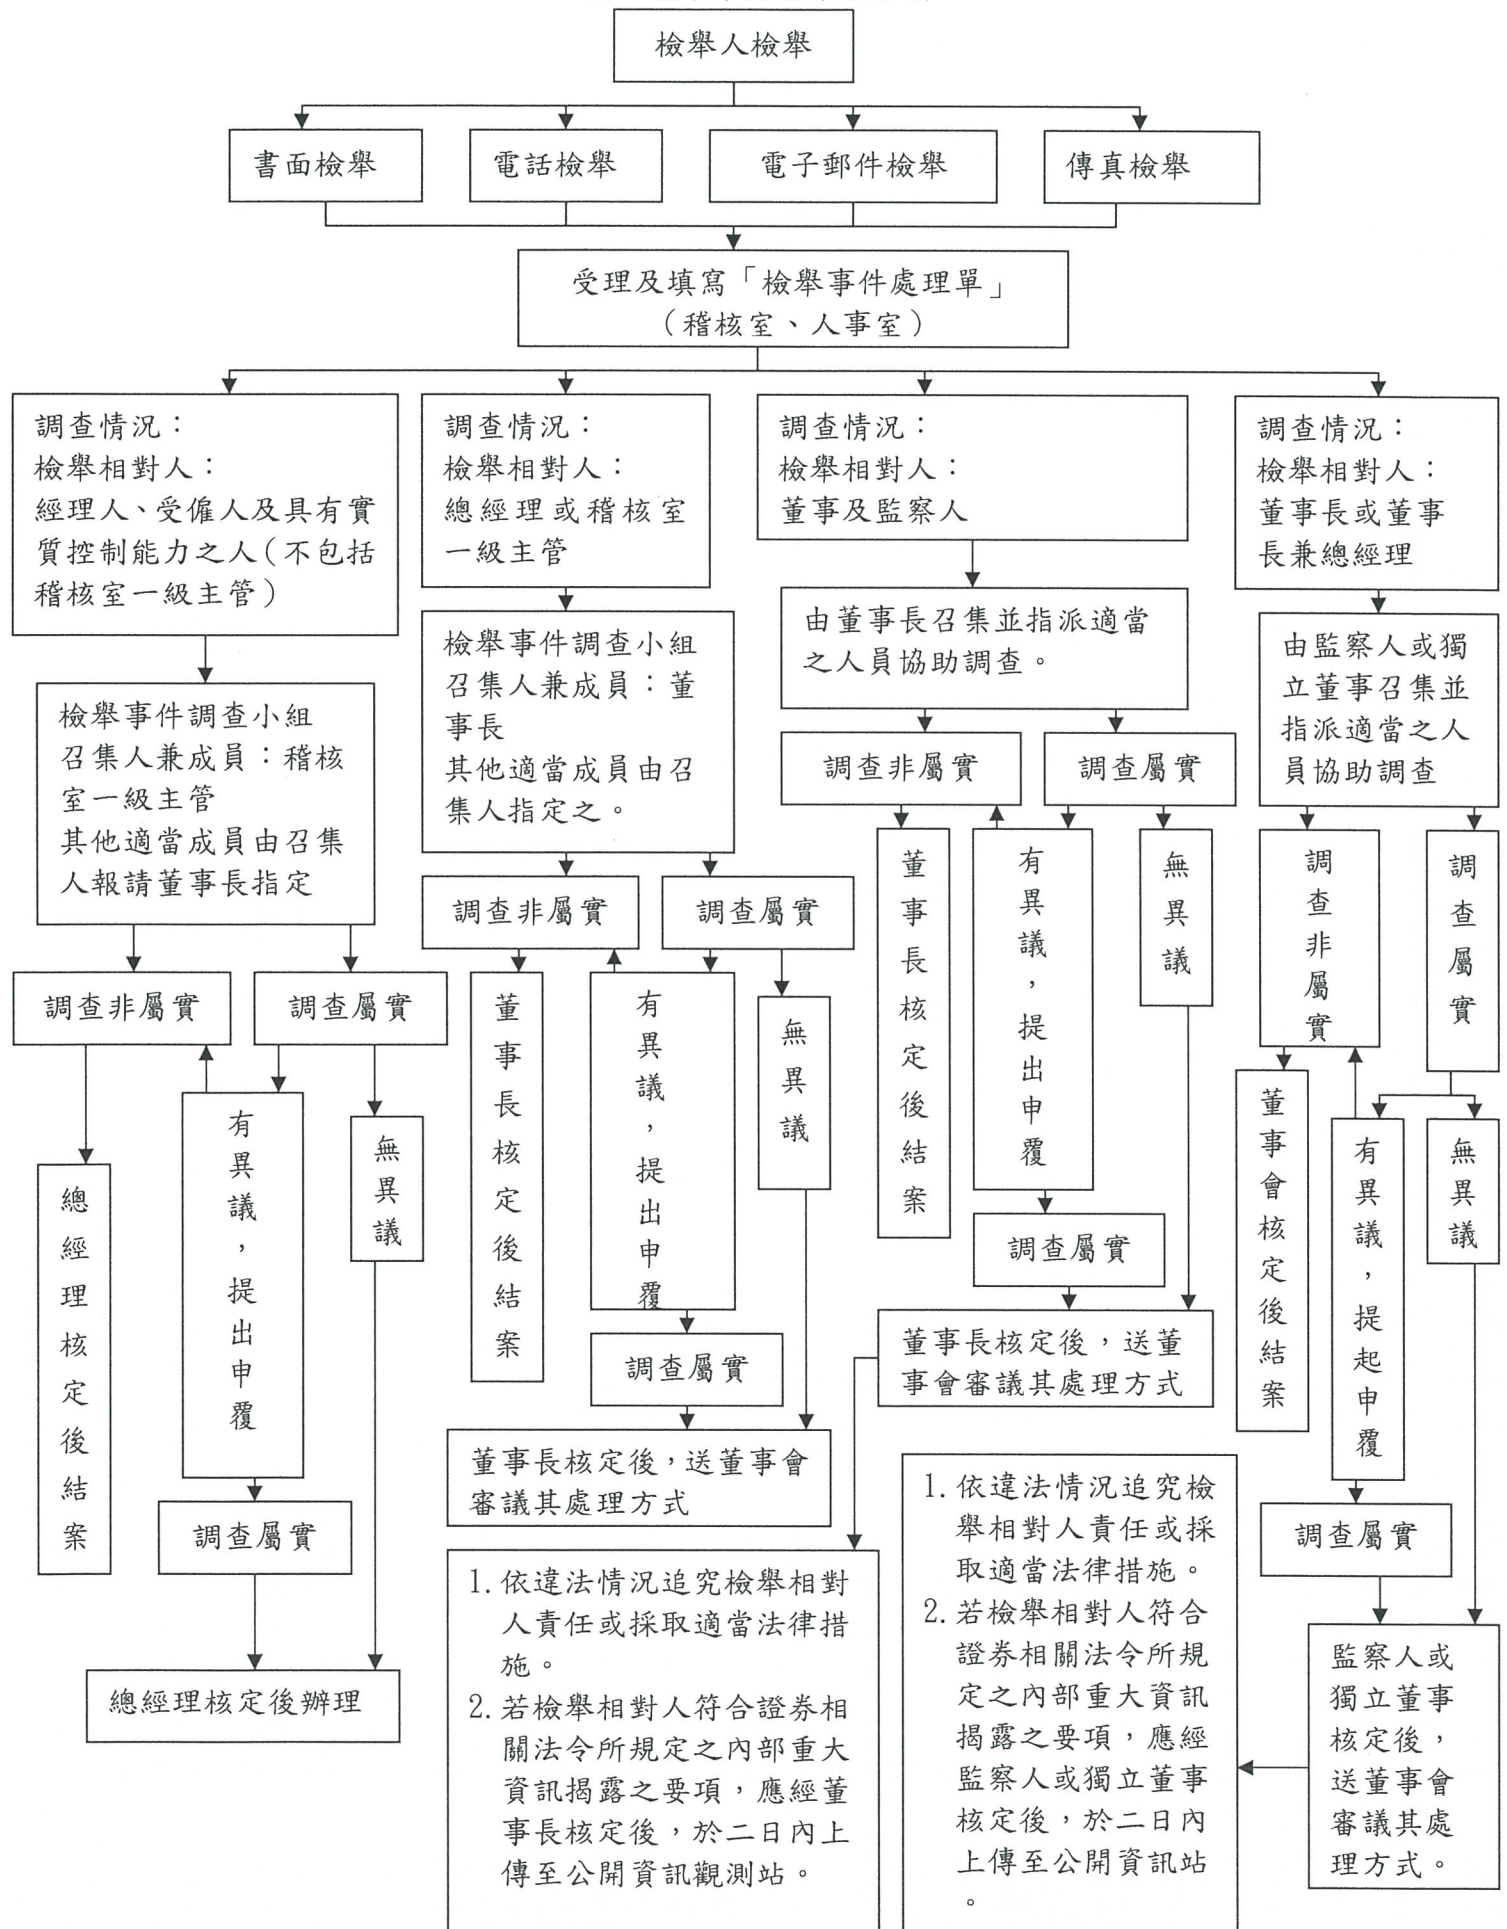 檢舉人檢舉
書面檢舉
電話檢舉
電子郵件檢舉
傳真檢舉
受理及填寫「檢舉事件處理單」
（稽核室、人事室）
調查情況：
檢舉相對人：
經理人、受僱人及具有實
質控制能力之人（不包括
稽核室一級主管）
檢舉事件調查小組
召集人兼成員：稽核
室一級主管
其他適當成員由召集
人報請董事長指定
調查非屬實
調查屬實
總經理核定後結案
有異議，提出申覆
無異議
調查屬實
總經理核定後辦理
調查情況：
檢舉相對人：
總經理或稽核室
一級主管
檢舉事件調查小組
召集人兼成員：董
事長
其他適當成員由召
集人指定之。
調查非屬實
調查屬實
董事長核定後結案
有異議，提出申覆
無異議
調查屬實
董事長核定後，送董事會
審議其處理方式
調查情況：
檢舉相對人：
董事及監察人
由董事長召集並指派適當
之人員協助調查。
調查非屬實
調查屬實
董事長核定後結案
有異議，提出申覆
無異議
調查屬實
董事長核定後，送董
事會審議其處理方式
1. 依違法情況追究檢舉相對
人責任或採取適當法律措
施。
2. 若檢舉相對人符合證券相
關法令所規定之內部重大
資訊揭露之要項，應經董
事長核定後，於二日內上
傳至公開資訊觀測站。
調查情況：
檢舉相對人：
董事長或董事
長兼總經理
由監察人或獨
立董事召集並
指派適當之人
員協助調查
調查非屬實
調查屬實
董事會核定後結案
有異議，提起申覆
無異議
調查屬實
監察人或
獨立董事
核定後，
送董事會
審議其處
理方式。
1. 依違法情況追究檢
舉相對人責任或採
取適當法律措施。
2. 若檢舉相對人符合
證券相關法令所規
定之內部重大資訊
揭露之要項，應經
監察人或獨立董事
核定後，於二日內
上傳至公開資訊站
。